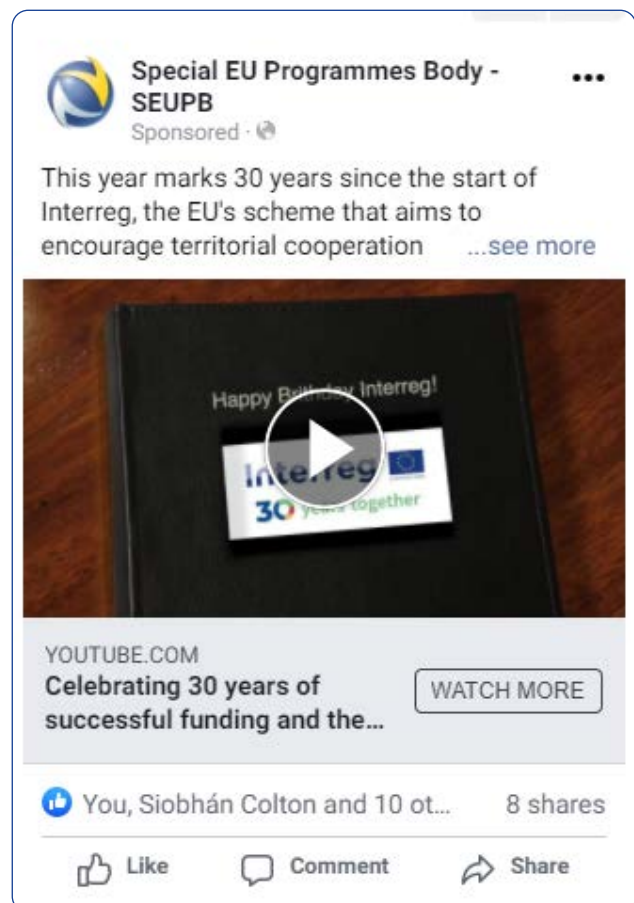 Special EU Programmes Body -
SEUPB
Sponsored ·
This year marks 30 years since the start of
Interreg, the EU's scheme that aims to
encourage territorial cooperation ...see more
Happy Brithday Interreg!
Interreg
30 years together
YOUTUBE.COM
Celebrating 30 years of
successful funding and the...
WATCH MORE
You, Siobhán Colton and 10 ot... 8 shares
Like Comment Share